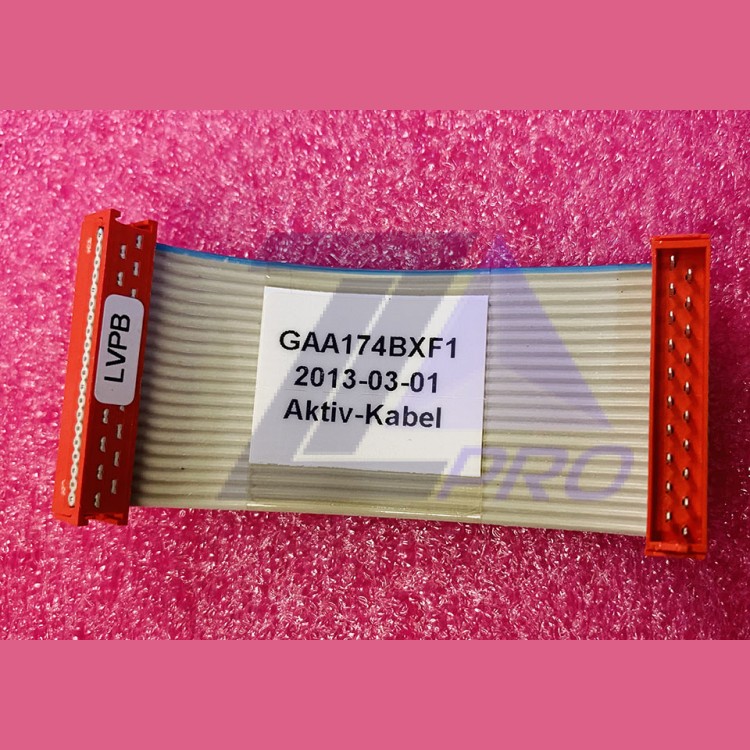 LVPB
GAA174BXF1
2013-03-01
Aktiv-Kabel
PRO